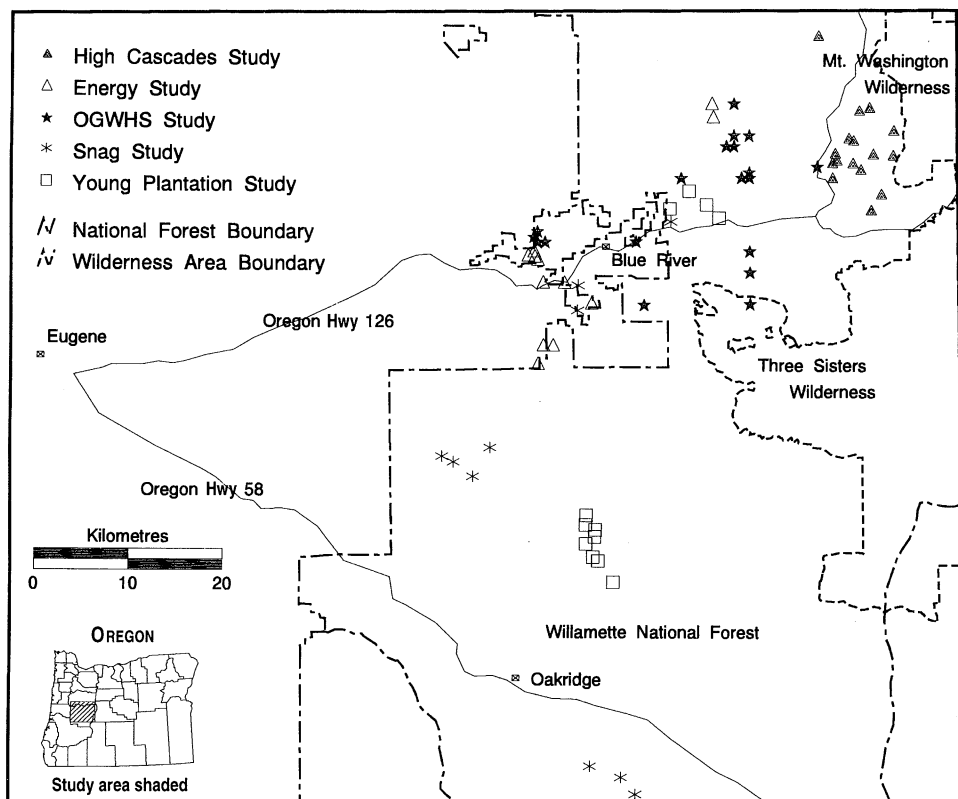 High Cascades Study
Energy Study
OGWHS Study
Snag Study
Young Plantation Study
National Forest Boundary
Wilderness Area Boundary
Mt. Washington
Wilderness
Blue River
Oregon Hwy 126
Eugene
Three Sisters
Wilderness
Oregon Hwy 58
Kilometres
0 10 20
OREGON
Study area shaded
Willamette National Forest
Oakridge